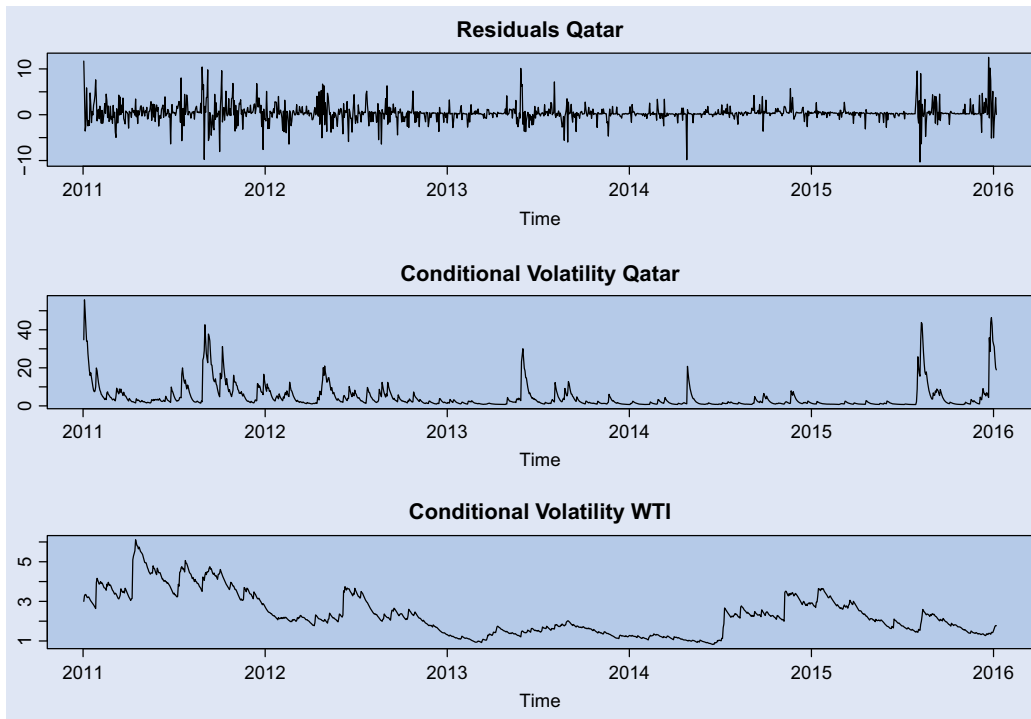 Residuals Qatar
10
0
−10
2011 2012 2013 2014 2015 2016
Time
Conditional Volatility Qatar
40
20
0
2011 2012 2013 2014 2015 2016
Time
Conditional Volatility WTI
5
3
1
2011 2012 2013 2014 2015 2016
Time